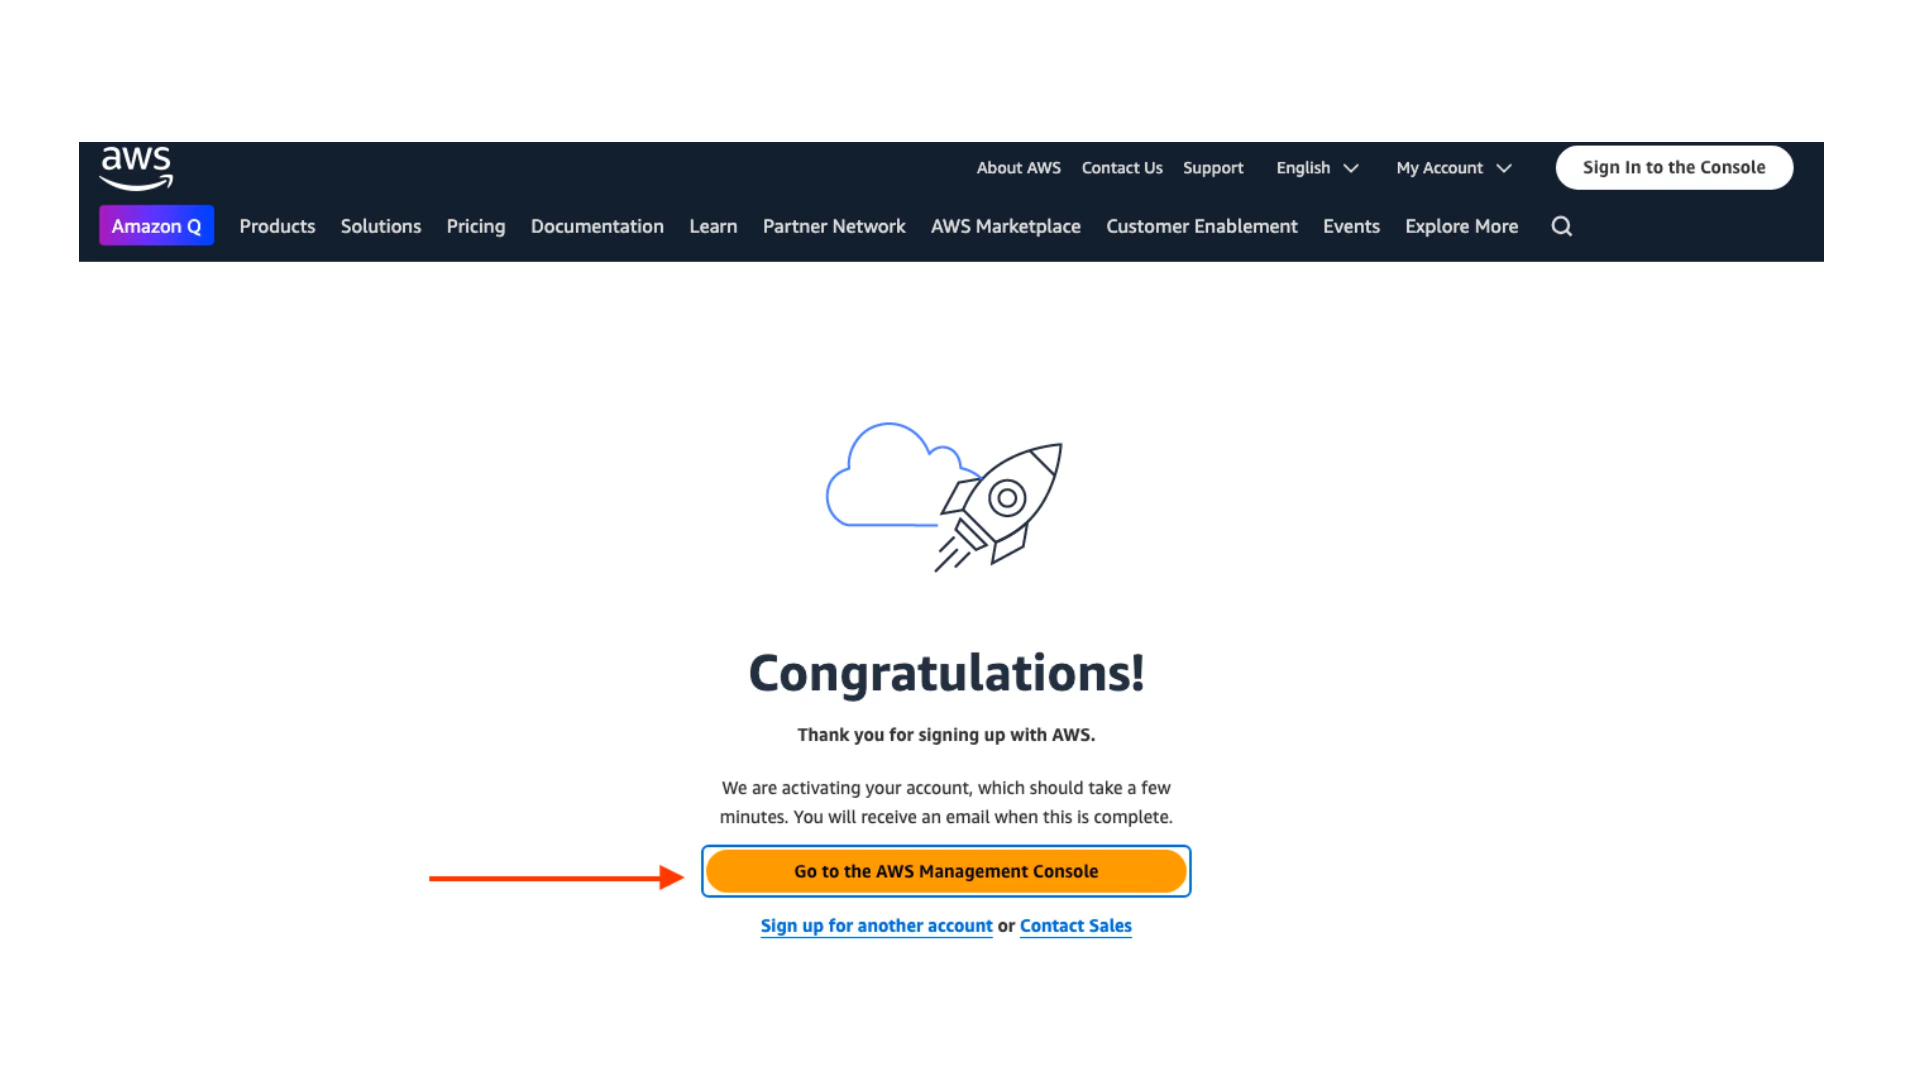 aws
About AWS Contact Us Support English My Account Sign In to the Console
Amazon Q Products Solutions Pricing Documentation Learn Partner Network AWS Marketplace Customer Enablement Events Explore More
Congratulations!
Thank you for signing up with AWS.
We are activating your account, which should take a few
minutes. You will receive an email when this is complete.
Go to the AWS Management Console
Sign up for another account or Contact Sales